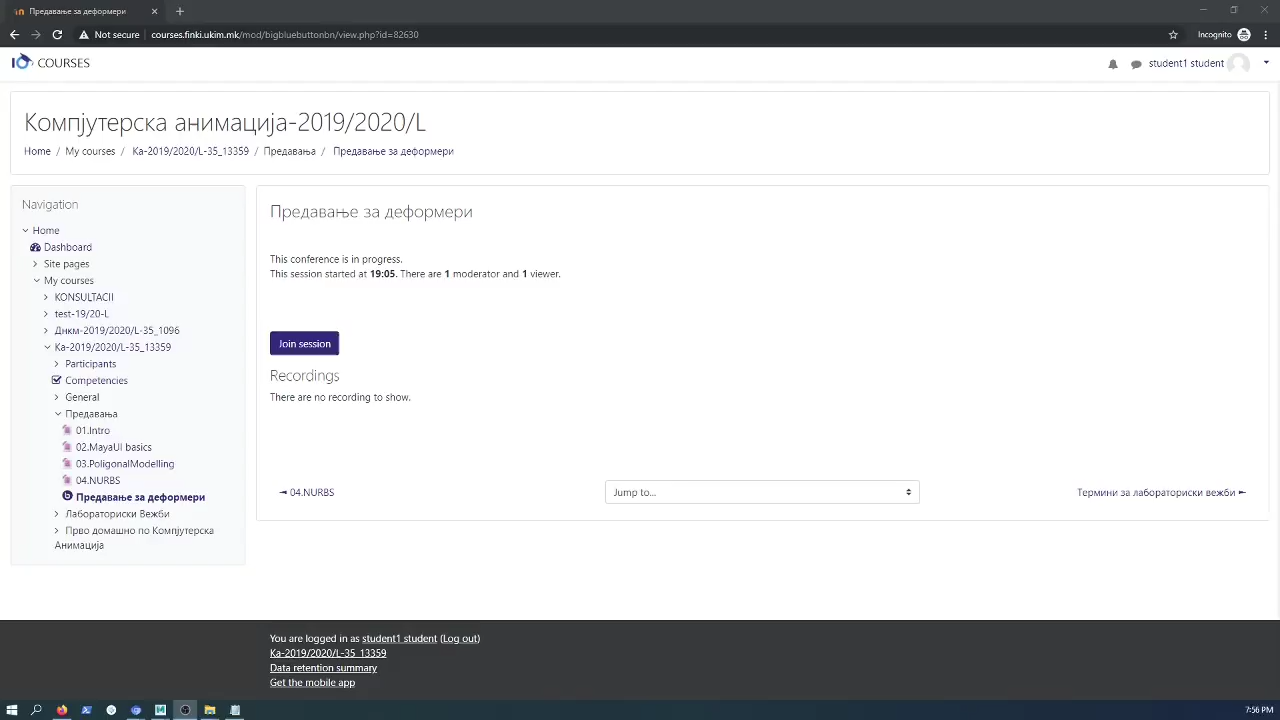 Предавање за деформери
Not secure
courses.finki.ukim.mk/mod/bigbluebuttonbn/view.php?id=82630
Incognito
COURSES
student1 student
Компјутерска анимација-2019/2020/L
Home / My courses / Ка-2019/2020/L-35_13359 / Предавања / Предавање за деформери
Navigation
Home
Dashboard
Site pages
My courses
KONSULTACII
test-19/20-L
Днкм-2019/2020/L-35_1096
Ка-2019/2020/L-35_13359
Participants
Competencies
General
Предавања
01.Intro
02.MayaUI basics
03.PoligonalModelling
04.NURBS
Предавање за деформери
Лабораториски Вежби
Прво домашно по Компјутерска
Анимација
Предавање за деформери
This conference is in progress.
This session started at 19:05. There are 1 moderator and 1 viewer.
Join session
Recordings
There are no recording to show.
◄ 04.NURBS
Jump to...
Термини за лабораториски вежби ►
You are logged in as student1 student (Log out)
Ка-2019/2020/L-35_13359
Data retention summary
Get the mobile app
7:56 PM